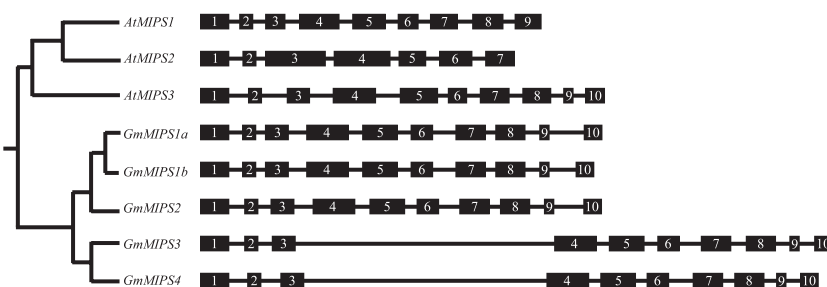 AtMIPS1 1 2 3 4 5 6 7 8 9
AtMIPS2 1 2 3 4 5 6 7
AtMIPS3 1 2 3 4 5 6 7 8 9 10
GmMIPS1a 1 2 3 4 5 6 7 8 9 10
GmMIPS1b 1 2 3 4 5 6 7 8 9 10
GmMIPS2 1 2 3 4 5 6 7 8 9 10
GmMIPS3 1 2 3 4 5 6 7 8 9 10
GmMIPS4 1 2 3 4 5 6 7 8 9 10